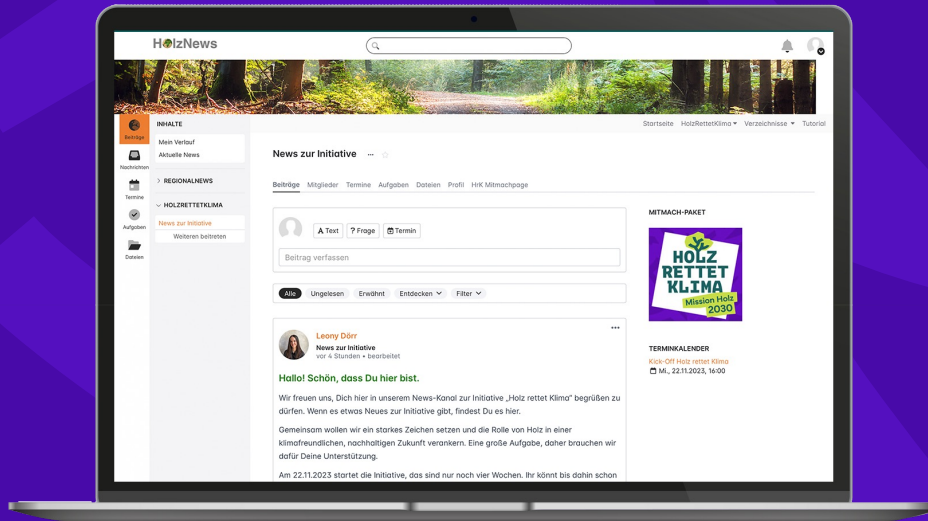 HolzNews
Startseite HolzRettetKlima Verzeichnisse Tutorial
Beiträge
Nachrichten
Termine
Aufgaben
Dateien
INHALTE
Mein Verlauf
Aktuelle News
REGIONALNEWS
HOLZRETTETKLIMA
News zur Initiative
Weiteren beitreten
News zur Initiative
Beiträge Mitglieder Termine Aufgaben Dateien Profil HrK Mitmachpage
A Text ? Frage Termin
Beitrag verfassen
Alle Ungelesen Erwähnt Entdecken Filter
Leony Dörr
News zur Initiative
vor 4 Stunden • bearbeitet
Hallo! Schön, dass Du hier bist.
Wir freuen uns, Dich hier in unserem News-Kanal zur Initiative „Holz rettet Klima" begrüßen zu
dürfen. Wenn es etwas Neues zur Initiative gibt, findest Du es hier.
Gemeinsam wollen wir ein starkes Zeichen setzen und die Rolle von Holz in einer
klimafreundlichen, nachhaltigen Zukunft verankern. Eine große Aufgabe, daher brauchen wir
dafür Deine Unterstützung.
Am 22.11.2023 startet die Initiative, das sind nur noch vier Wochen. Ihr könnt bis dahin schon
MITMACH-PAKET
HOLZ
RETTET
KLIMA
Mission Holz
2030
TERMINKALENDER
Kick-Off Holz rettet Klima
Mi., 22.11.2023, 16:00